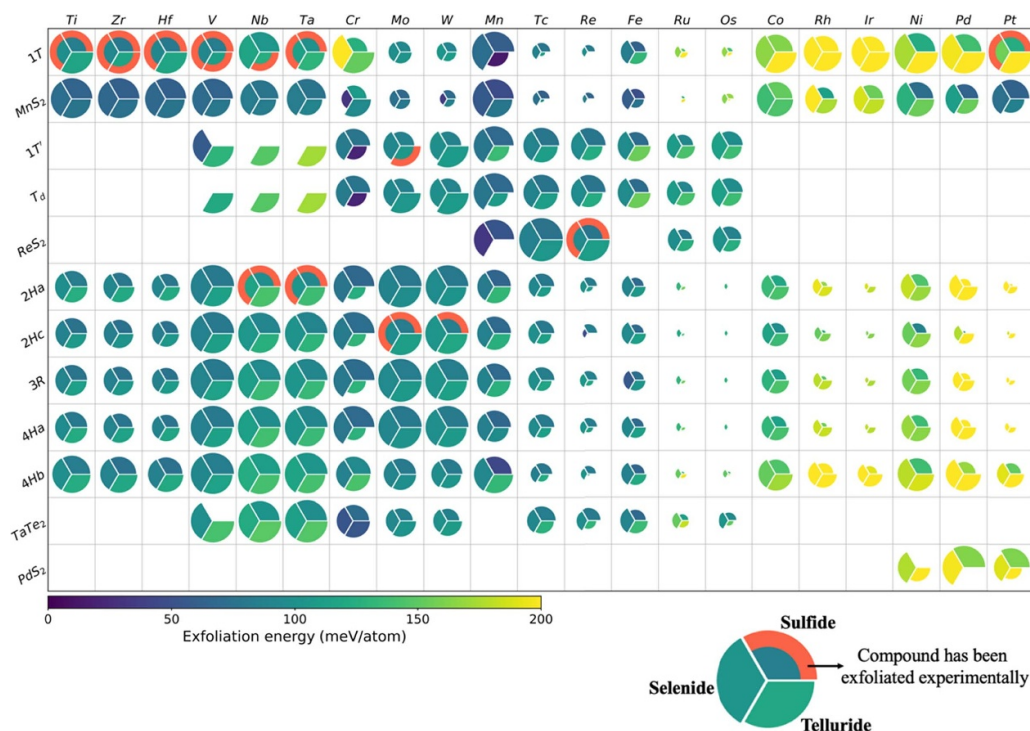 Ti Zr Hf V Nb Ta Cr Mo W Mn Tc Re Fe Ru Os Co Rh Ir Ni Pd Pt
1T
MnS₂
1T'
T_d
ReS₂
2Ha
2Hc
3R
4Ha
4Hb
TaTe₂
PdS₂
0 50 100 150 200
Exfoliation energy (meV/atom)
Sulfide
Compound has been
exfoliated experimentally
Selenide
Telluride